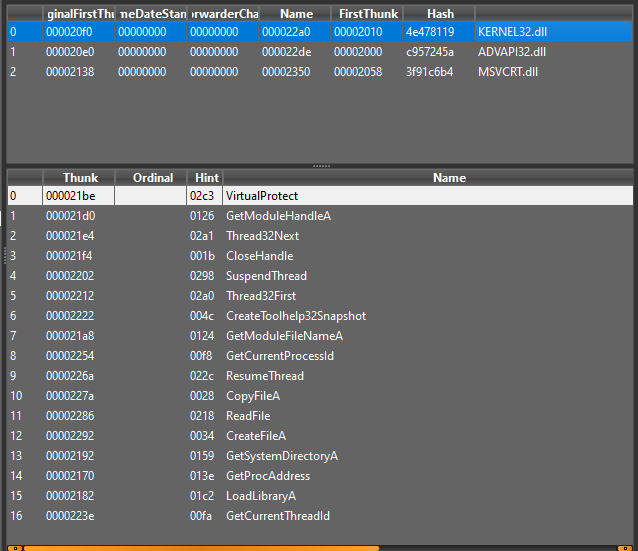 ginalFirstThu meDateStam orwarderCha Name FirstThunk Hash
0 000020f0 00000000 00000000 000022a0 00002010 4e478119 KERNEL32.dll
1 000020e0 00000000 00000000 000022de 00002000 c957245a ADVAPI32.dll
2 00002138 00000000 00000000 00002350 00002058 3f91c6b4 MSVCRT.dll
Thunk Ordinal Hint Name
0 000021be 02c3 VirtualProtect
1 000021d0 0126 GetModuleHandleA
2 000021e4 02a1 Thread32Next
3 000021f4 001b CloseHandle
4 00002202 0298 SuspendThread
5 00002212 02a0 Thread32First
6 00002222 004c CreateToolhelp32Snapshot
7 000021a8 0124 GetModuleFileNameA
8 00002254 00f8 GetCurrentProcessId
9 0000226a 022c ResumeThread
10 0000227a 0028 CopyFileA
11 00002286 0218 ReadFile
12 00002292 0034 CreateFileA
13 00002192 0159 GetSystemDirectoryA
14 00002170 013e GetProcAddress
15 00002182 01c2 LoadLibraryA
16 0000223e 00fa GetCurrentThreadId